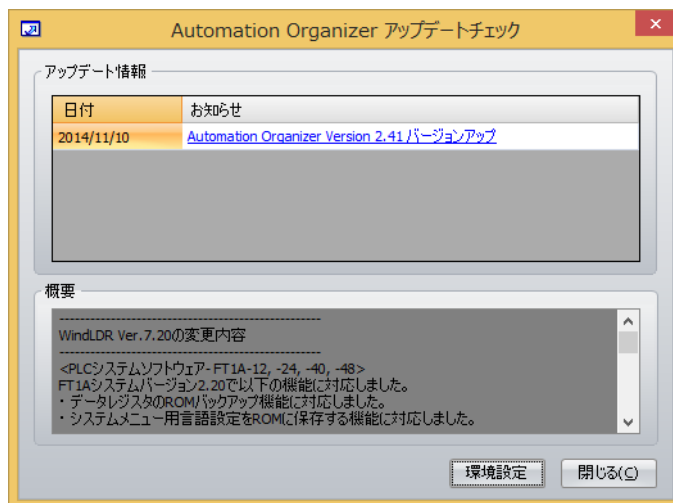 Automation Organizer アップデートチェック
アップデート情報
日付 お知らせ
2014/11/10 Automation Organizer Version 2.41 バージョンアップ
概要
------------------------------------------------------
WindLDR Ver.7.20の変更内容
------------------------------------------------------
<PLCシステムソフトウェア- FT1A-12, -24, -40, -48>
FT1Aシステムバージョン2.20で以下の機能に対応しました。
・データレジスタのROMバックアップ機能に対応しました。
・システムメニュー用言語設定をROMに保存する機能に対応しました。
環境設定 閉じる(C)